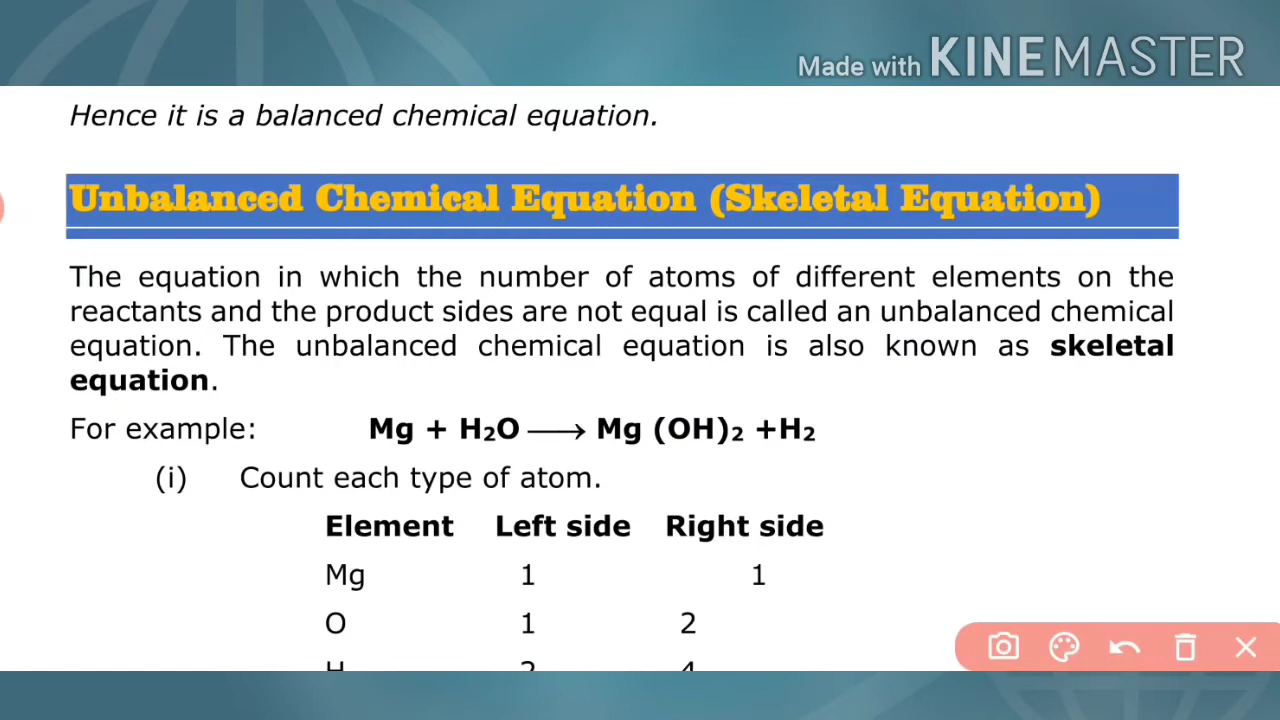 Made with KINEMASTER
Hence it is a balanced chemical equation.
Unbalanced Chemical Equation (Skeletal Equation)
The equation in which the number of atoms of different elements on the
reactants and the product sides are not equal is called an unbalanced chemical
equation. The unbalanced chemical equation is also known as skeletal
equation.
For example: Mg + H₂O ⟶ Mg (OH)₂ +H₂
(i) Count each type of atom.
Element Left side Right side
Mg 1 1
O 1 2
H 2 4